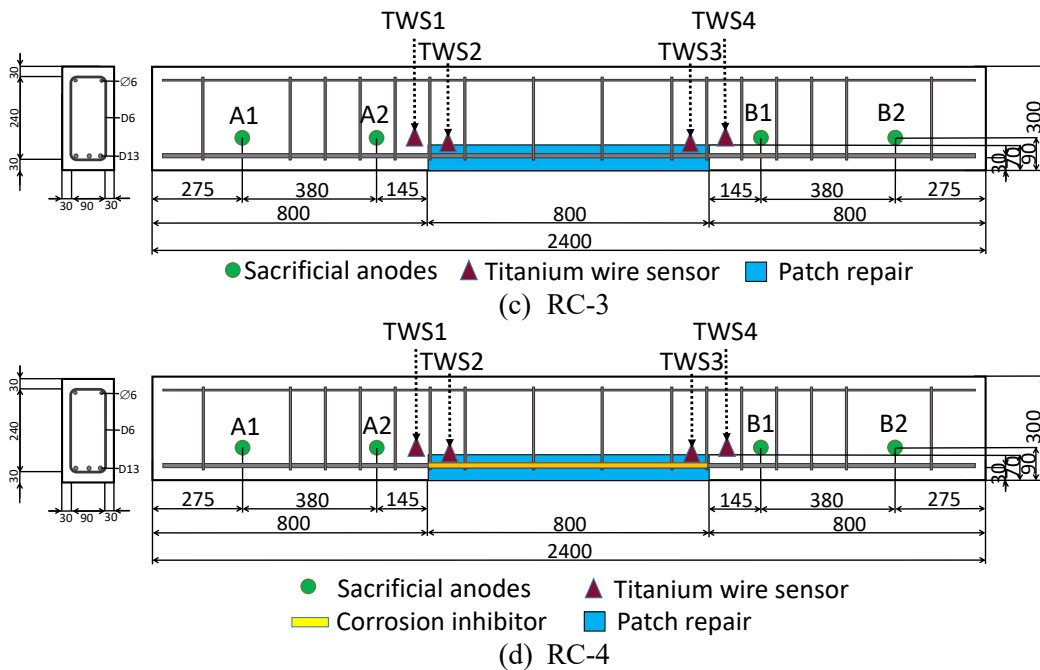 TWS1 TWS4
TWS2 TWS3
30 240 30
Ø6
D6
D13
A1 A2 B1 B2
300
30 70 90
275 380 145 145 380 275
30 90 30
800 800 800
2400
Sacrificial anodes Titanium wire sensor Patch repair
(c) RC-3
TWS1 TWS4
TWS2 TWS3
30 240 30
Ø6
D6
D13
A1 A2 B1 B2
300
30 70 90
275 380 145 145 380 275
30 90 30
800 800 800
2400
Sacrificial anodes Titanium wire sensor
Corrosion inhibitor Patch repair
(d) RC-4